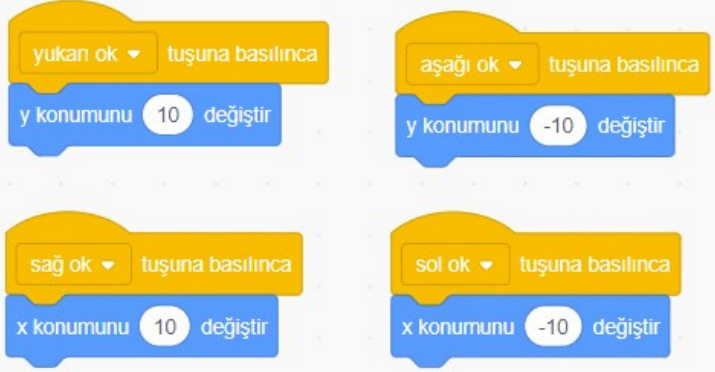 yukarı ok tuşuna basılınca
y konumunu 10 değiştir
aşağı ok tuşuna basılınca
y konumunu -10 değiştir
sağ ok tuşuna basılınca
x konumunu 10 değiştir
sol ok tuşuna basılınca
x konumunu -10 değiştir